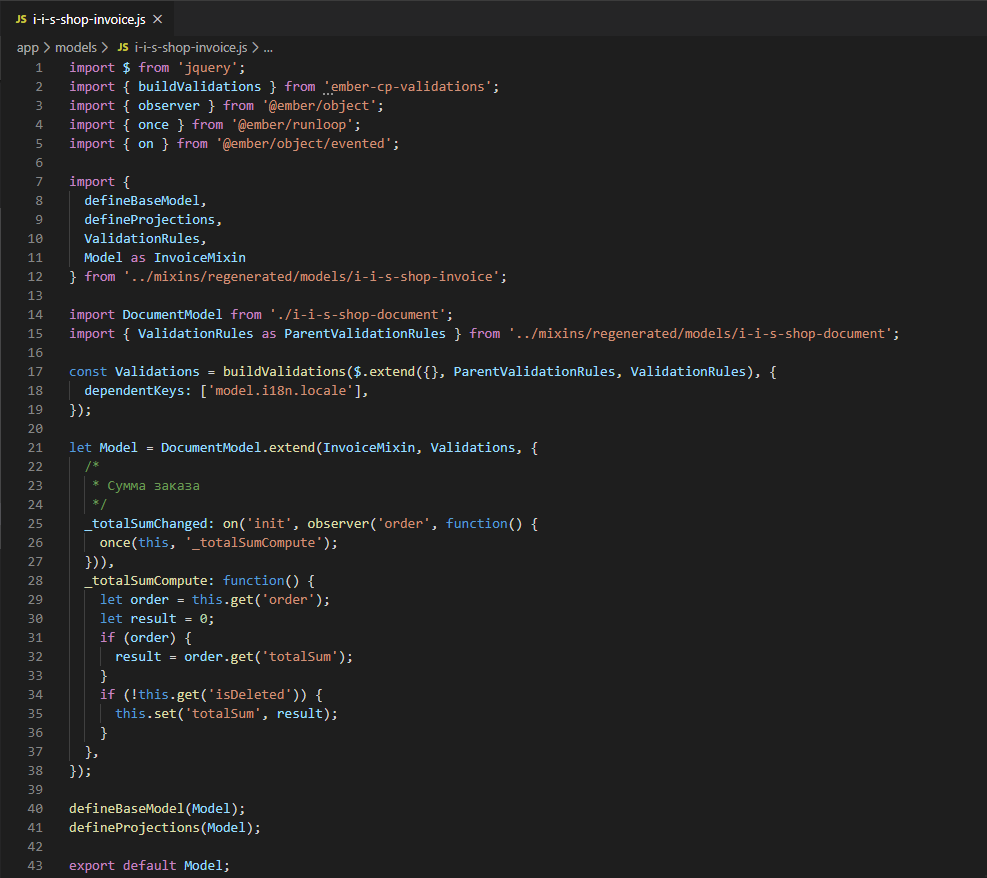 JS i-i-s-shop-invoice.js ×
app > models > JS i-i-s-shop-invoice.js > ...
1 import $ from 'jquery';
2 import { buildValidations } from 'ember-cp-validations';
3 import { observer } from '@ember/object';
4 import { once } from '@ember/runloop';
5 import { on } from '@ember/object/evented';
6
7 import {
8   defineBaseModel,
9   defineProjections,
10   ValidationRules,
11   Model as InvoiceMixin
12 } from '../mixins/regenerated/models/i-i-s-shop-invoice';
13
14 import DocumentModel from './i-i-s-shop-document';
15 import { ValidationRules as ParentValidationRules } from '../mixins/regenerated/models/i-i-s-shop-document';
16
17 const Validations = buildValidations($.extend({}, ParentValidationRules, ValidationRules), {
18   dependentKeys: ['model.i18n.locale'],
19 });
20
21 let Model = DocumentModel.extend(InvoiceMixin, Validations, {
22   /*
23    * Сумма заказа
24    */
25   _totalSumChanged: on('init', observer('order', function() {
26     once(this, '_totalSumCompute');
27   })),
28   _totalSumCompute: function() {
29     let order = this.get('order');
30     let result = 0;
31     if (order) {
32       result = order.get('totalSum');
33     }
34     if (!this.get('isDeleted')) {
35       this.set('totalSum', result);
36     }
37   },
38 });
39
40 defineBaseModel(Model);
41 defineProjections(Model);
42
43 export default Model;